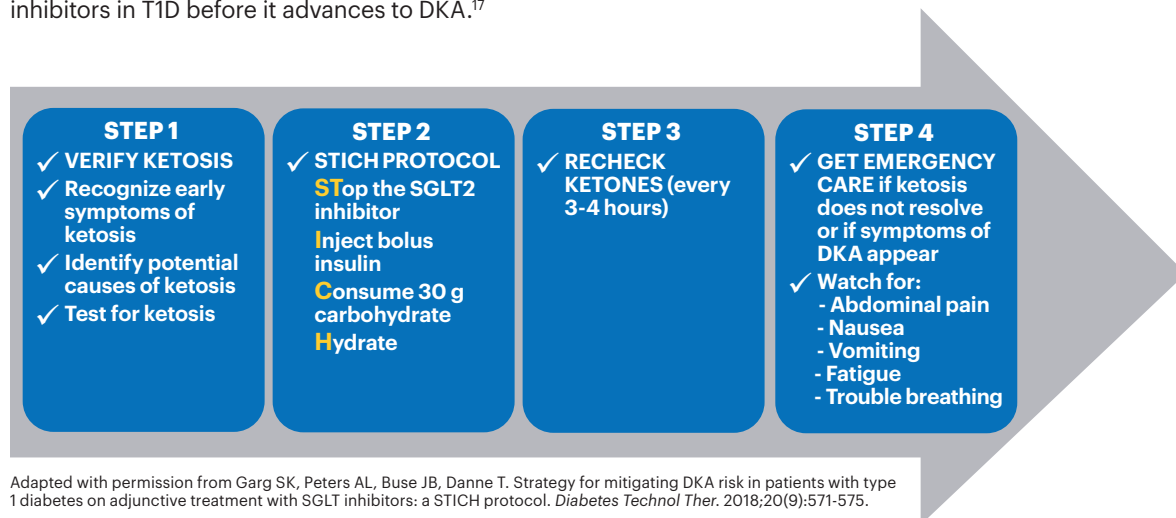 inhibitors in T1D before it advances to DKA.17
STEP 1
✓ VERIFY KETOSIS
✓ Recognize early
symptoms of
ketosis
✓ Identify potential
causes of ketosis
✓ Test for ketosis
STEP 2
✓ STICH PROTOCOL
STop the SGLT2
inhibitor
Inject bolus
insulin
Consume 30 g
carbohydrate
Hydrate
STEP 3
✓ RECHECK
KETONES (every
3-4 hours)
STEP 4
✓ GET EMERGENCY
CARE if ketosis
does not resolve
or if symptoms of
DKA appear
✓ Watch for:
- Abdominal pain
- Nausea
- Vomiting
- Fatigue
- Trouble breathing
Adapted with permission from Garg SK, Peters AL, Buse JB, Danne T. Strategy for mitigating DKA risk in patients with type
1 diabetes on adjunctive treatment with SGLT inhibitors: a STICH protocol. Diabetes Technol Ther. 2018;20(9):571-575.